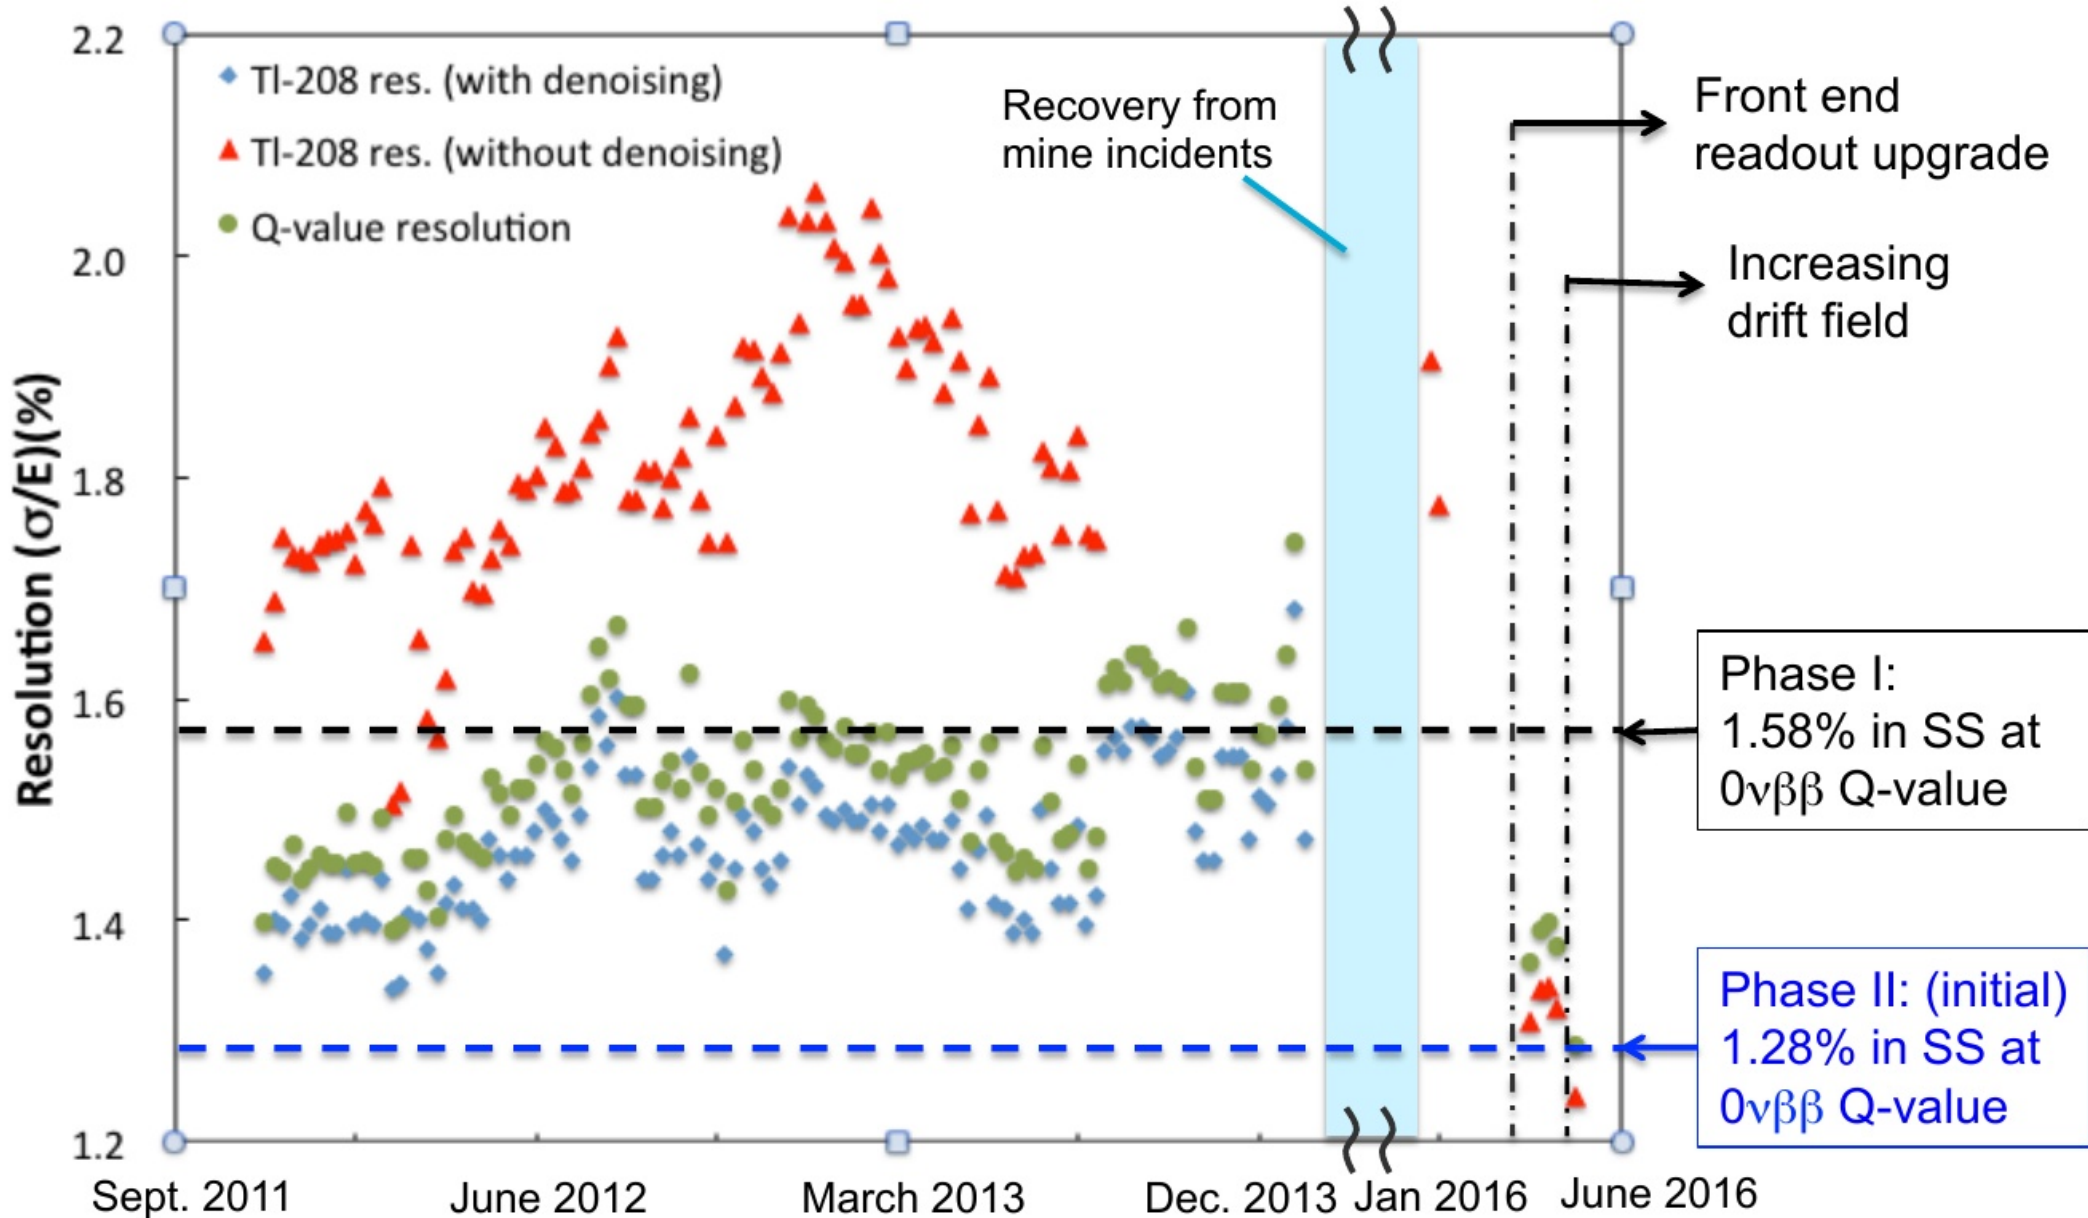 2.2
2.0
1.8
1.6
1.4
1.2
Resolution (σ/E)(%)
Tl-208 res. (with denoising)
Tl-208 res. (without denoising)
Q-value resolution
Recovery from
mine incidents
Front end
readout upgrade
Increasing
drift field
Phase I:
1.58% in SS at
0νββ Q-value
Phase II: (initial)
1.28% in SS at
0νββ Q-value
Sept. 2011
June 2012
March 2013
Dec. 2013
Jan 2016
June 2016